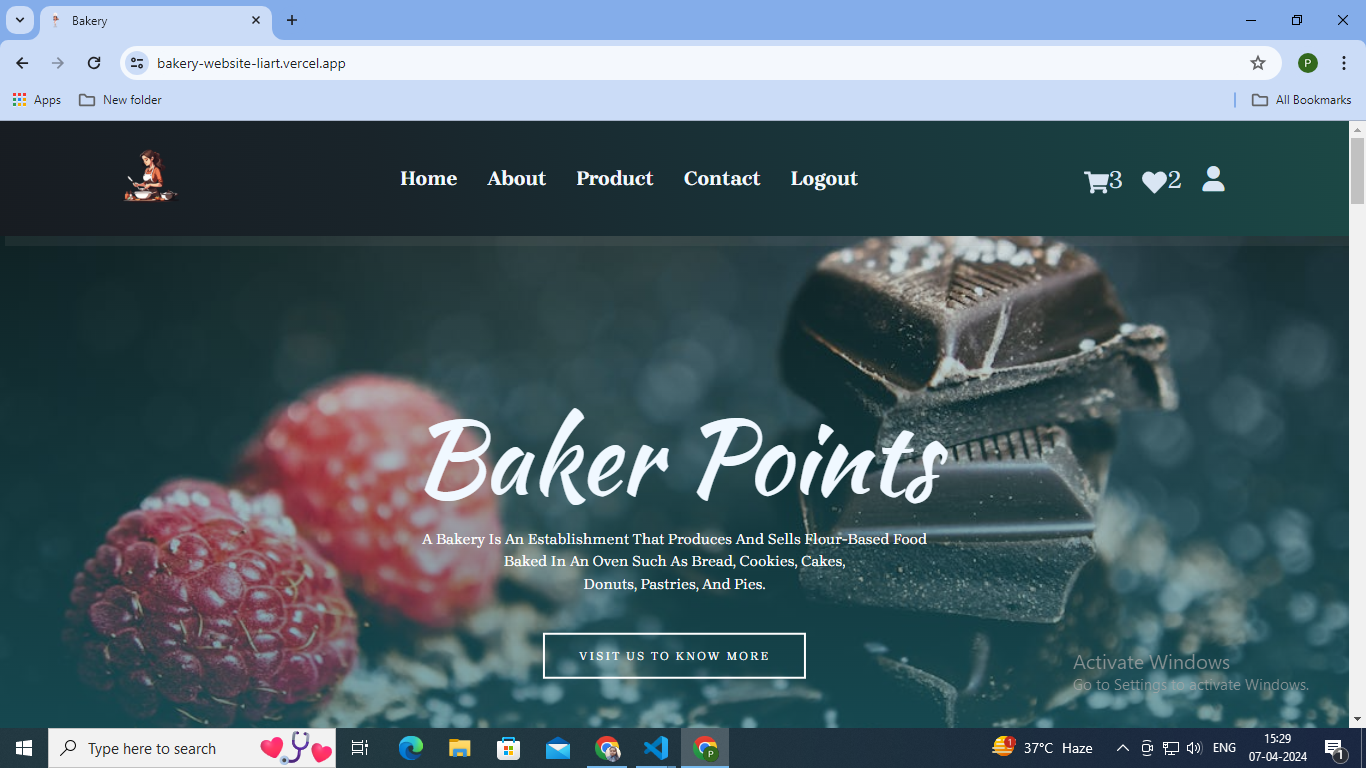 Bakery
bakery-website-liart.vercel.app
P
Apps
New folder
All Bookmarks
Home
About
Product
Contact
Logout
3
2
Baker Points
A Bakery Is An Establishment That Produces And Sells Flour-Based Food
Baked In An Oven Such As Bread, Cookies, Cakes,
Donuts, Pastries, And Pies.
VISIT US TO KNOW MORE
Activate Windows
Go to Settings to activate Windows.
Type here to search
P
1
37°C Haze
ENG
15:29
07-04-2024
1